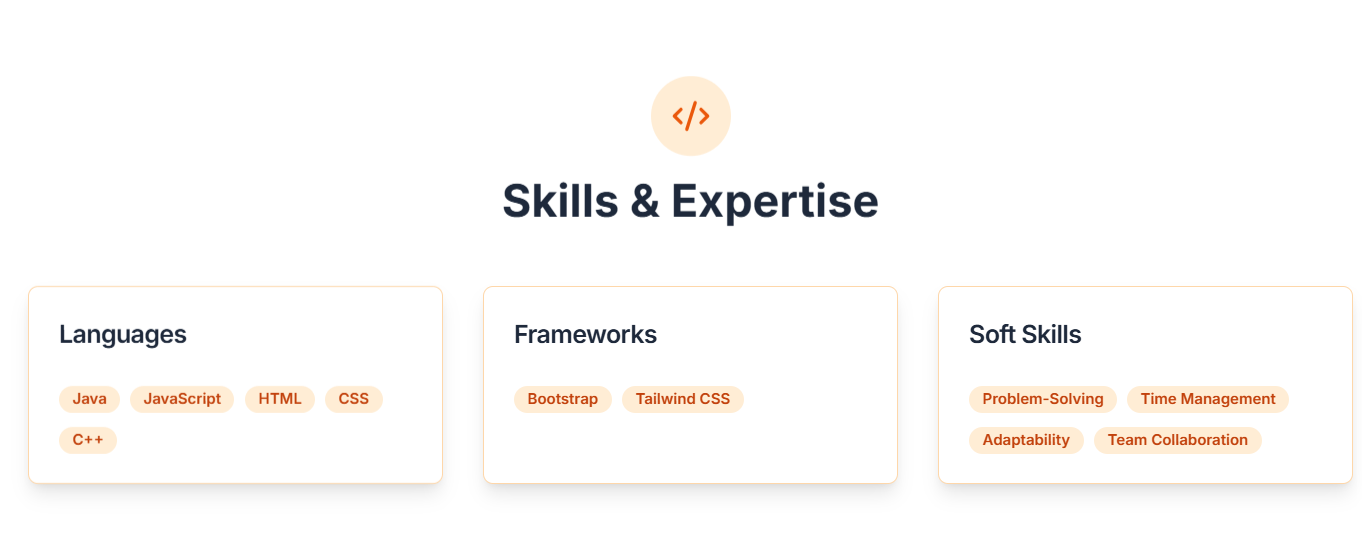 Skills & Expertise
Languages
Java JavaScript HTML CSS
C++
Frameworks
Bootstrap Tailwind CSS
Soft Skills
Problem-Solving Time Management
Adaptability Team Collaboration